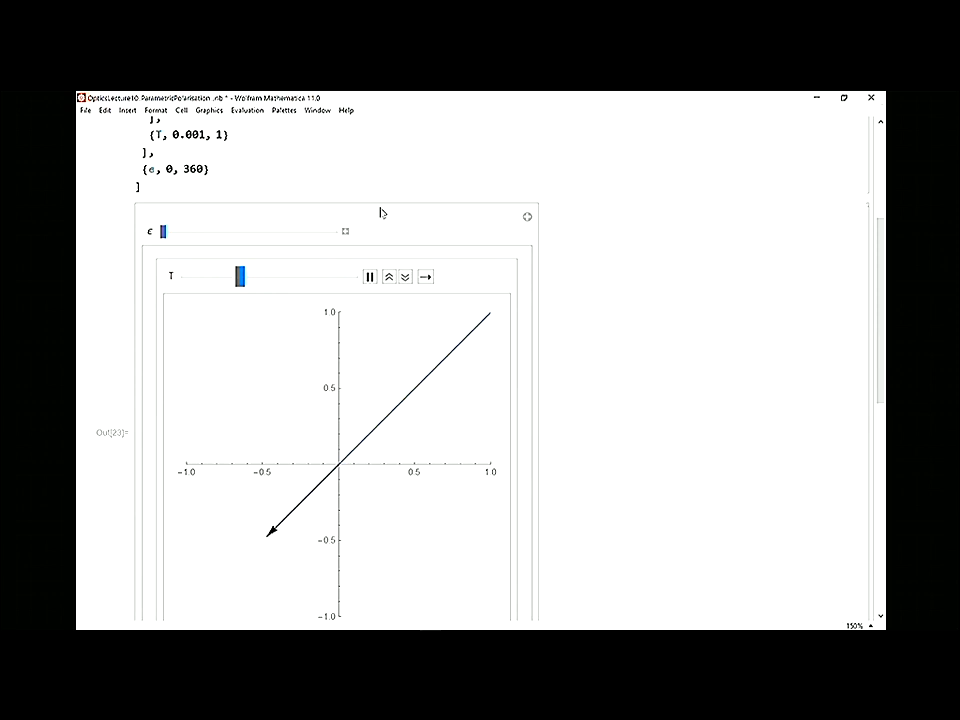 OpticsLecture10 ParametricPolarisation .nb * - Wolfram Mathematica 11.0
File Edit Insert Format Cell Graphics Evaluation Palettes Window Help
],
{T, 0.001, 1}
],
{ϵ, 0, 360}
]
ϵ
T
1.0
0.5
Out[23]=
-1.0 -0.5 0.5 1.0
-0.5
-1.0
150%